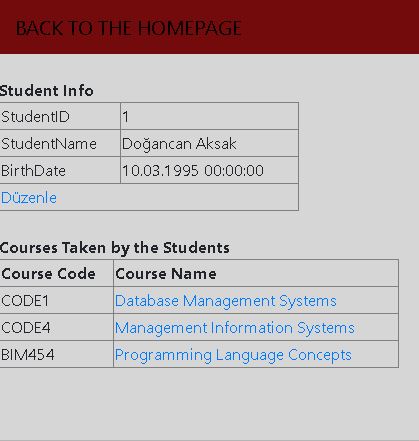 BACK TO THE HOMEPAGE
Student Info
StudentID 1
StudentName Doğancan Aksak
BirthDate 10.03.1995 00:00:00
Düzenle
Courses Taken by the Students
Course Code Course Name
CODE1 Database Management Systems
CODE4 Management Information Systems
BIM454 Programming Language Concepts